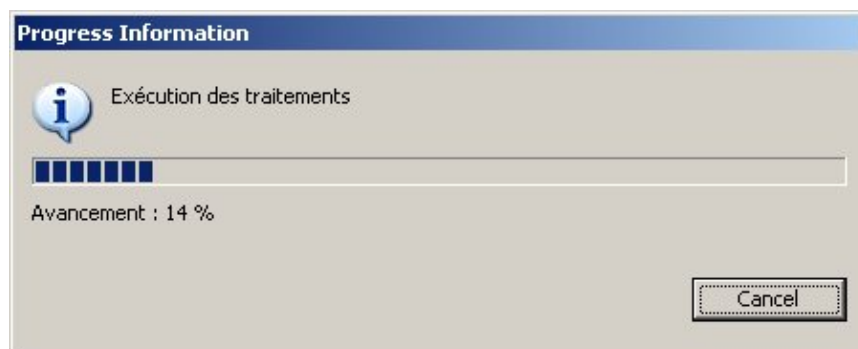 Progress Information
Exécution des traitements
Avancement : 14 %
Cancel